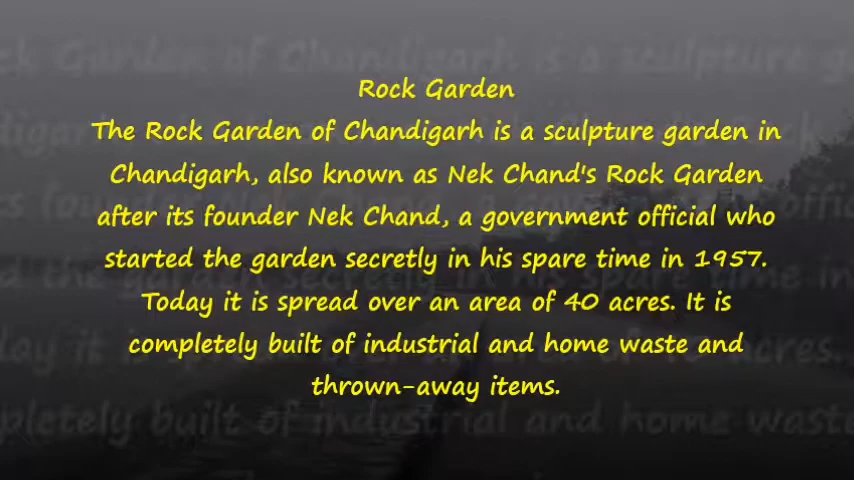 Rock Garden
The Rock Garden of Chandigarh is a sculpture garden in
Chandigarh, also known as Nek Chand's Rock Garden
after its founder Nek Chand, a government official who
started the garden secretly in his spare time in 1957.
Today it is spread over an area of 40 acres. It is
completely built of industrial and home waste and
thrown-away items.